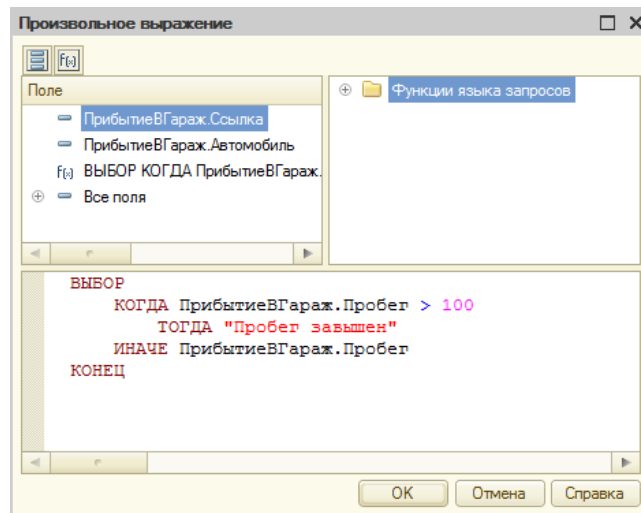 Произвольное выражение
f(x)
Поле
ПрибытиеВГараж.Ссылка
ПрибытиеВГараж.Автомобиль
f(x) ВЫБОР КОГДА ПрибытиеВГараж.
Все поля
Функции языка запросов
ВЫБОР
КОГДА ПрибытиеВГараж.Пробег > 100
ТОГДА "Пробег завышен"
ИНАЧЕ ПрибытиеВГараж.Пробег
КОНЕЦ
OK Отмена Справка